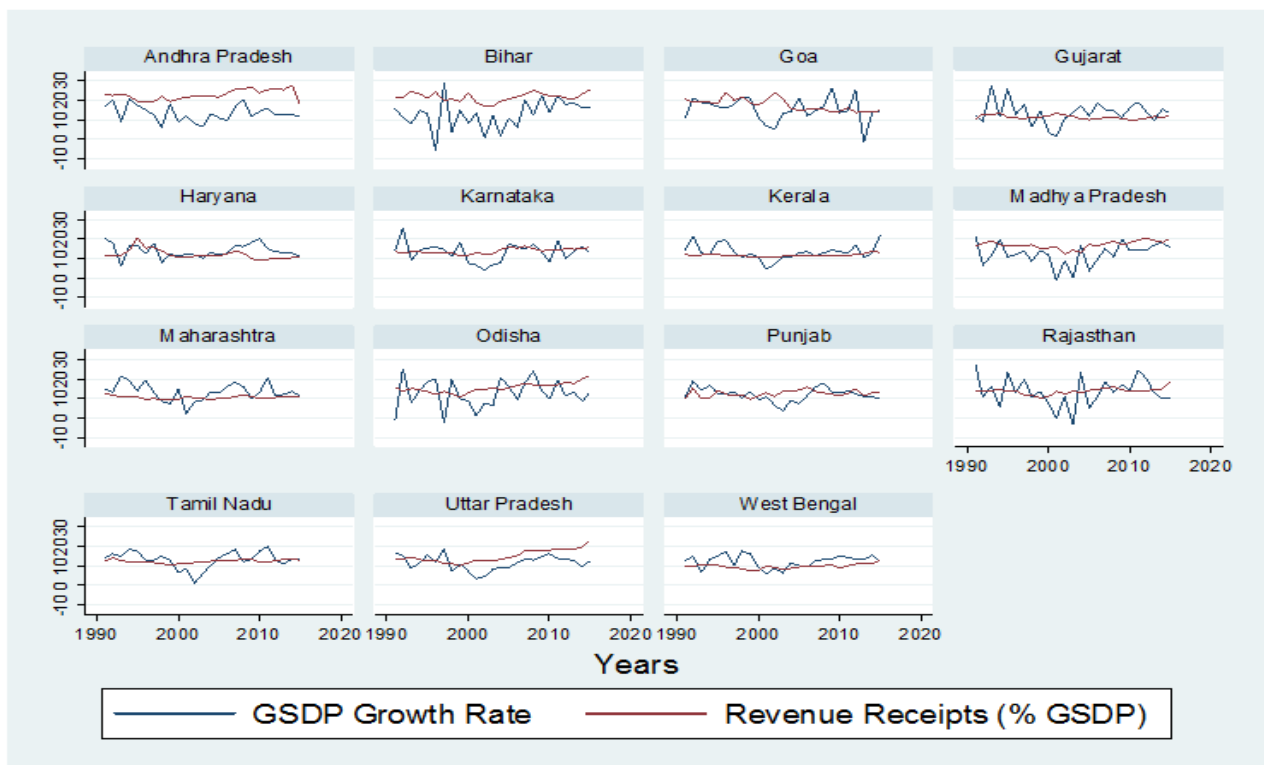 Andhra Pradesh Bihar Goa Gujarat
-10 0 10 20 30
Haryana Karnataka Kerala Madhya Pradesh
-10 0 10 20 30
Maharashtra Odisha Punjab Rajasthan
-10 0 10 20 30
1990 2000 2010 2020
Tamil Nadu Uttar Pradesh West Bengal
-10 0 10 20 30
1990 2000 2010 2020 1990 2000 2010 2020 1990 2000 2010 2020
Years
GSDP Growth Rate Revenue Receipts (% GSDP)